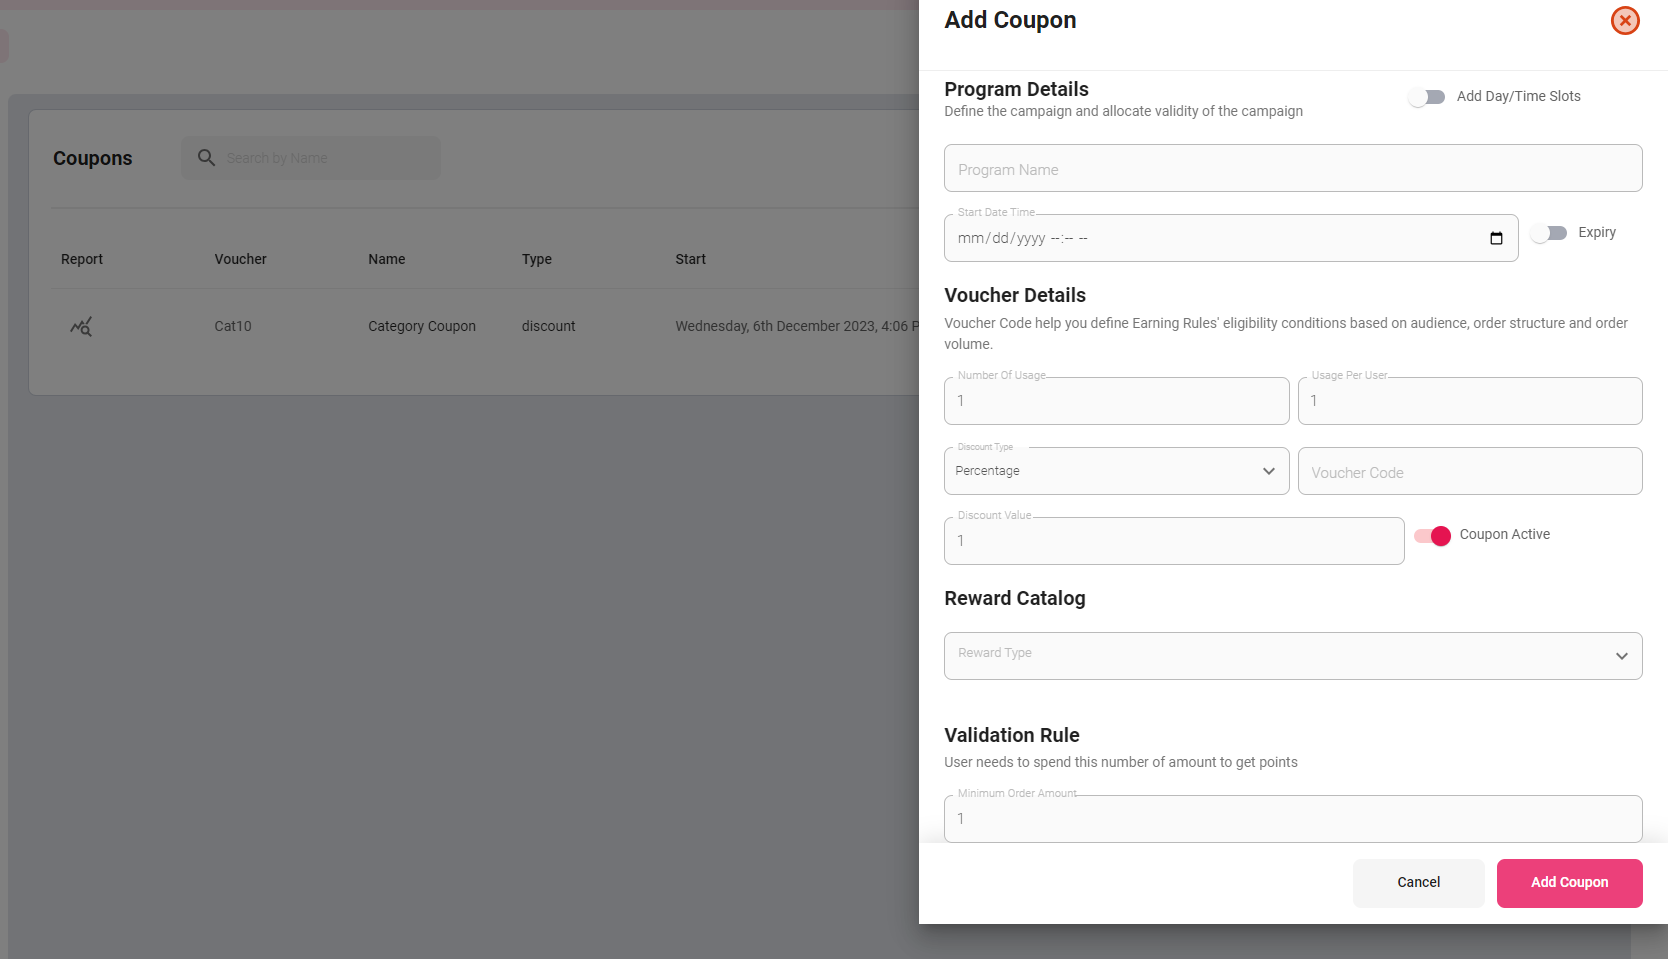 Add Coupon
Program Details
Define the campaign and allocate validity of the campaign
Add Day/Time Slots
Program Name
Start Date Time
mm/dd/yyyy --:-- --
Expiry
Voucher Details
Voucher Code help you define Earning Rules' eligibility conditions based on audience, order structure and order
volume.
Number Of Usage
1
Usage Per User
1
Discount Type
Percentage
Voucher Code
Discount Value
1
Coupon Active
Reward Catalog
Reward Type
Validation Rule
User needs to spend this number of amount to get points
Minimum Order Amount
1
Cancel
Add Coupon
Coupons
Search by Name
Report Voucher Name Type Start
Cat10 Category Coupon discount Wednesday, 6th December 2023, 4:06 P